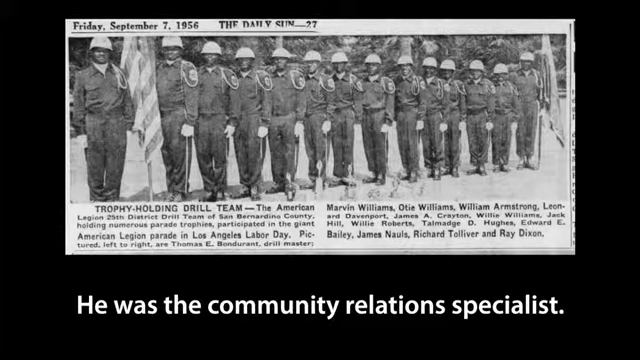 Friday, September 7, 1956 THE DAILY SUN—27
TROPHY-HOLDING DRILL TEAM — The American
Legion 25th District Drill Team of San Bernardino County,
holding numerous parade trophies, participated in the giant
American Legion parade in Los Angeles Labor Day. Pic-
tured, left to right, are Thomas E. Bondurant, drill master;
Marvin Williams, Otie Williams, William Armstrong, Leon-
ard Davenport, James A. Crayton, Willie Williams, Jack
Hill, Willie Roberts, Talmadge D. Hughes, Edward E.
Bailey, James Nauls, Richard Tolliver and Ray Dixon.
He was the community relations specialist.